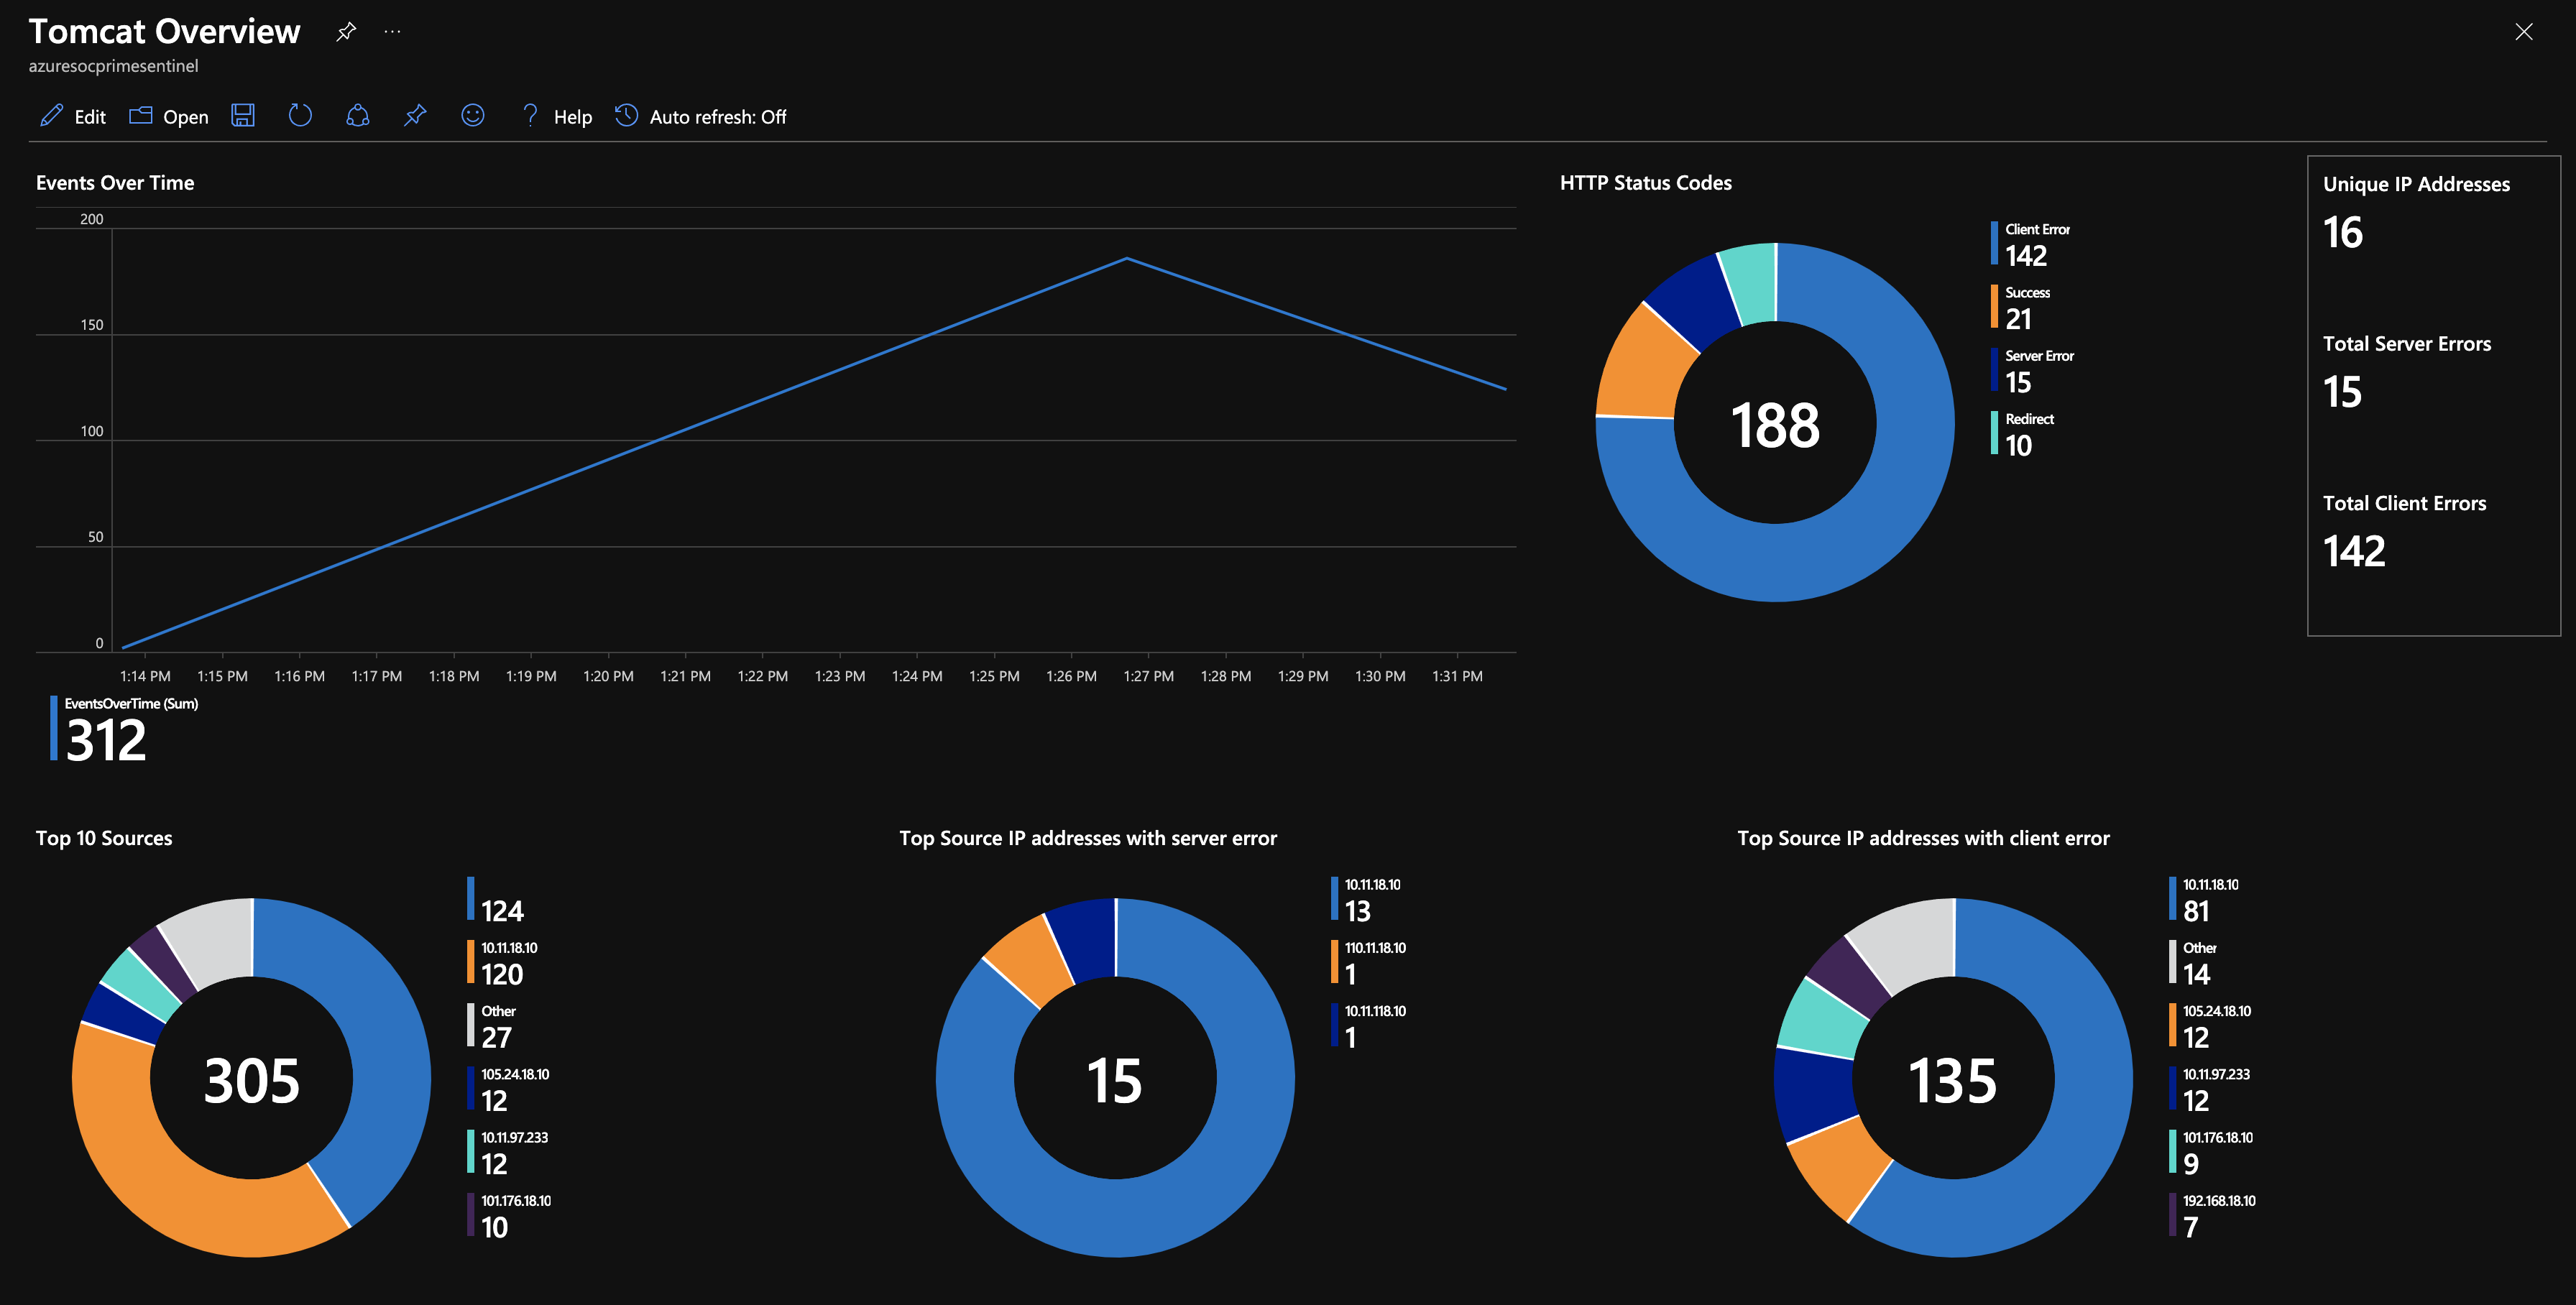 Tomcat Overview
azuresocprimesentinel
Edit Open Help Auto refresh: Off
Events Over Time
200
150
100
50
0
1:14 PM 1:15 PM 1:16 PM 1:17 PM 1:18 PM 1:19 PM 1:20 PM 1:21 PM 1:22 PM 1:23 PM 1:24 PM 1:25 PM 1:26 PM 1:27 PM 1:28 PM 1:29 PM 1:30 PM 1:31 PM
EventsOverTime (Sum)
312
HTTP Status Codes
188
Client Error
142
Success
21
Server Error
15
Redirect
10
Unique IP Addresses
16
Total Server Errors
15
Total Client Errors
142
Top 10 Sources
305
124
10.11.18.10
120
Other
27
105.24.18.10
12
10.11.97.233
12
101.176.18.10
10
Top Source IP addresses with server error
15
10.11.18.10
13
110.11.18.10
1
10.11.118.10
1
Top Source IP addresses with client error
135
10.11.18.10
81
Other
14
105.24.18.10
12
10.11.97.233
12
101.176.18.10
9
192.168.18.10
7